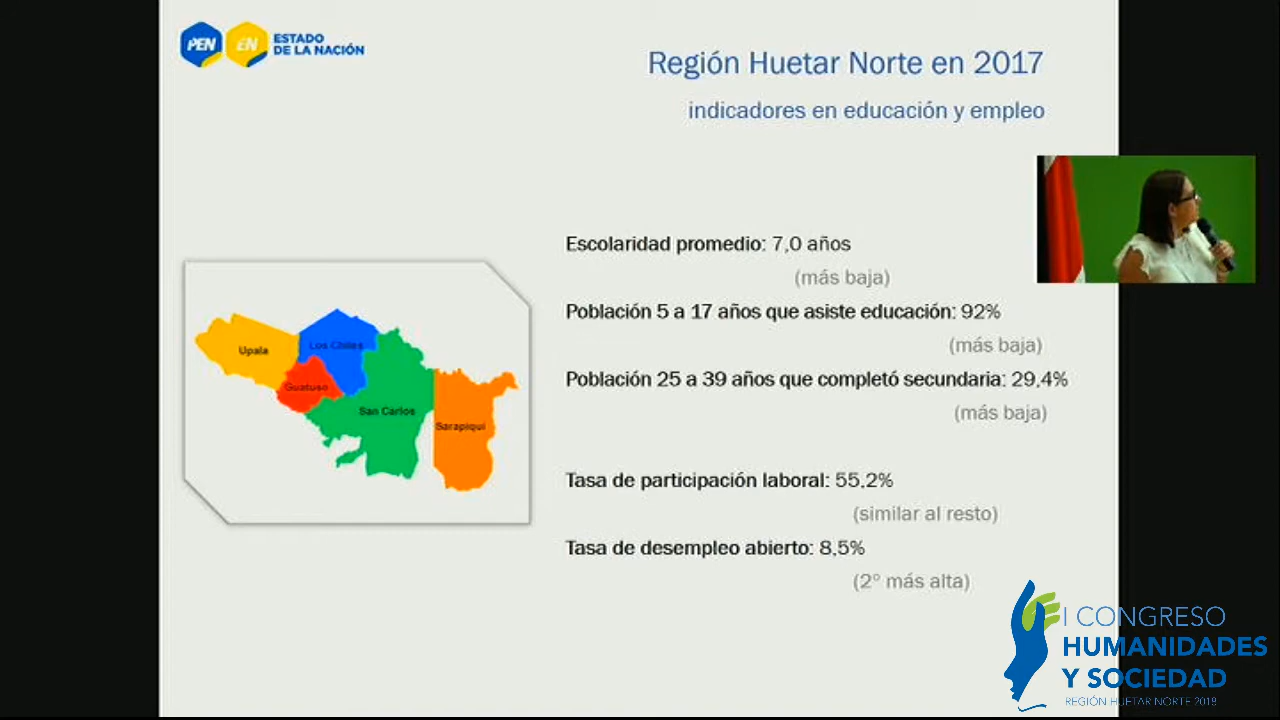 PEN EN ESTADO
DE LA NACIÓN
Región Huetar Norte en 2017
indicadores en educación y empleo
Escolaridad promedio: 7,0 años
(más baja)
Población 5 a 17 años que asiste educación: 92%
(más baja)
Población 25 a 39 años que completó secundaria: 29,4%
(más baja)
Tasa de participación laboral: 55,2%
(similar al resto)
Tasa de desempleo abierto: 8,5%
(2º más alta)
Upala
Los Chiles
Guatuso
San Carlos
Sarapiquí
I CONGRESO
HUMANIDADES
Y SOCIEDAD
REGIÓN HUETAR NORTE 2018